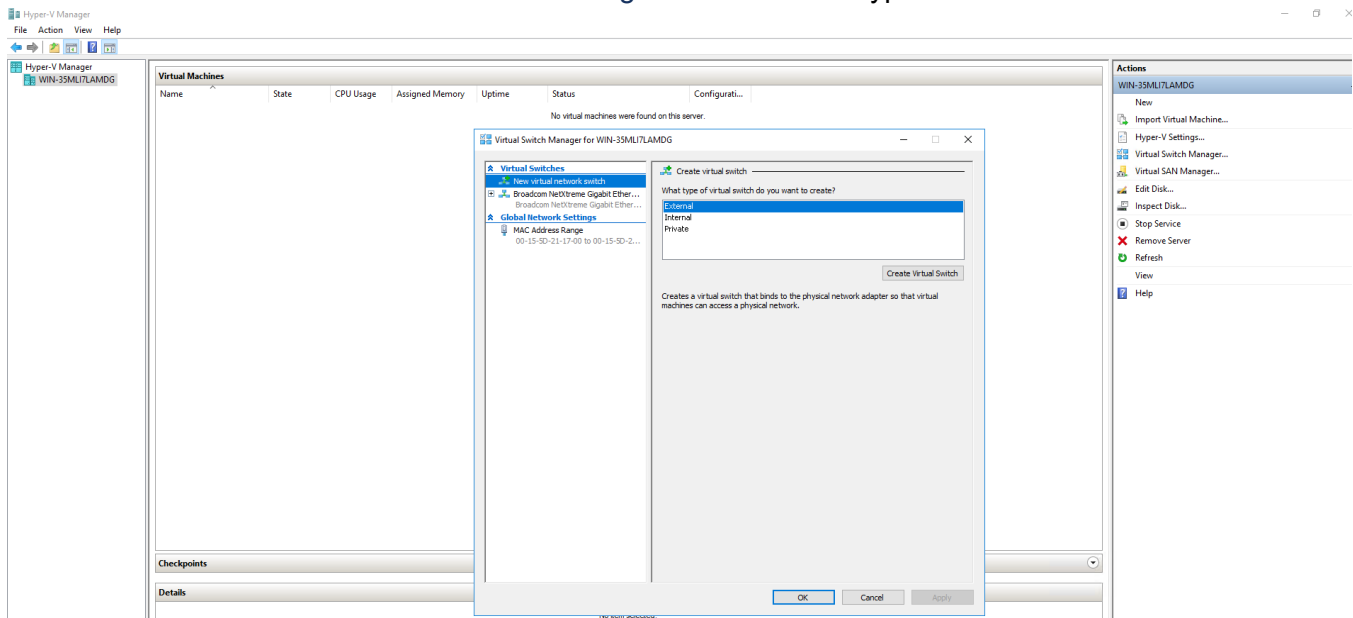 Hyper-V Manager
File Action View Help
Hyper-V Manager
WIN-35MLI7LAMDG
Virtual Machines
Name State CPU Usage Assigned Memory Uptime Status Configurati...
No virtual machines were found on this server.
Virtual Switch Manager for WIN-35MLI7LAMDG
Virtual Switches
New virtual network switch
Broadcom NetXtreme Gigabit Ether...
Broadcom NetXtreme Gigabit Ether...
Global Network Settings
MAC Address Range
00-15-5D-21-17-00 to 00-15-5D-2...
Create virtual switch
What type of virtual switch do you want to create?
External
Internal
Private
Create Virtual Switch
Creates a virtual switch that binds to the physical network adapter so that virtual
machines can access a physical network.
OK Cancel Apply
Checkpoints
Details
Actions
WIN-35MLI7LAMDG
New
Import Virtual Machine...
Hyper-V Settings...
Virtual Switch Manager...
Virtual SAN Manager...
Edit Disk...
Inspect Disk...
Stop Service
Remove Server
Refresh
View
Help